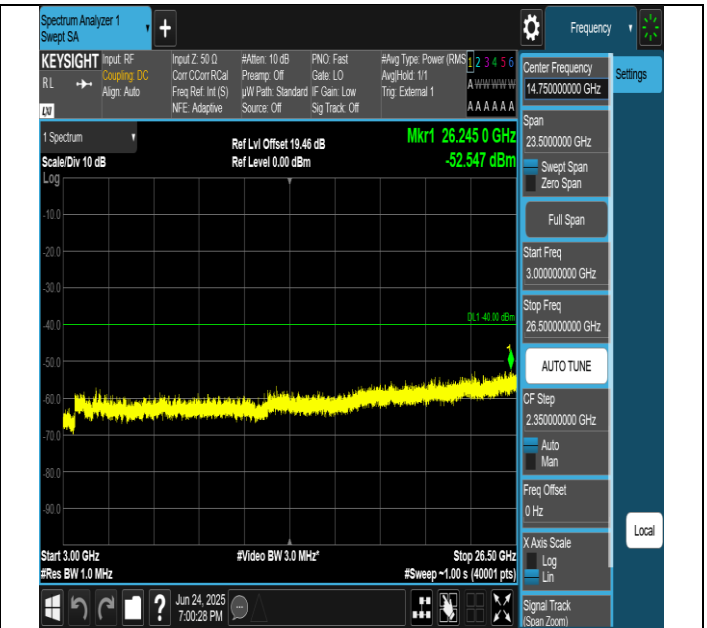 Spectrum Analyzer 1
Swept SA
+
Frequency
KEYSIGHT
RL
LXI
Input: RF
Coupling: DC
Align: Auto
Input Z: 50 Ω
Corr CCorr RCal
Freq Ref: Int (S)
NFE: Adaptive
#Atten: 10 dB
Preamp: Off
µW Path: Standard
Source: Off
PNO: Fast
Gate: LO
IF Gain: Low
Sig Track: Off
#Avg Type: Power (RMS
Avg|Hold: 1/1
Trig: External 1
1 2 3 4 5 6
A W W W W W
A A A A A A
Center Frequency
14.750000000 GHz
Settings
Span
23.5000000 GHz
Swept Span
Zero Span
Full Span
Start Freq
3.000000000 GHz
Stop Freq
26.500000000 GHz
AUTO TUNE
CF Step
2.350000000 GHz
Auto
Man
Freq Offset
0 Hz
X Axis Scale
Log
Lin
Signal Track
(Span Zoom)
Local
1 Spectrum
Scale/Div 10 dB
Log
Ref Lvl Offset 19.46 dB
Ref Level 0.00 dBm
Mkr1 26.245 0 GHz
-52.547 dBm
-10.0
-20.0
-30.0
-40.0
-50.0
-60.0
-70.0
-80.0
-90.0
DL1 -40.00 dBm
1
Start 3.00 GHz
#Res BW 1.0 MHz
#Video BW 3.0 MHz*
Stop 26.50 GHz
#Sweep ~1.00 s (40001 pts)
?
Jun 24, 2025
7:00:28 PM